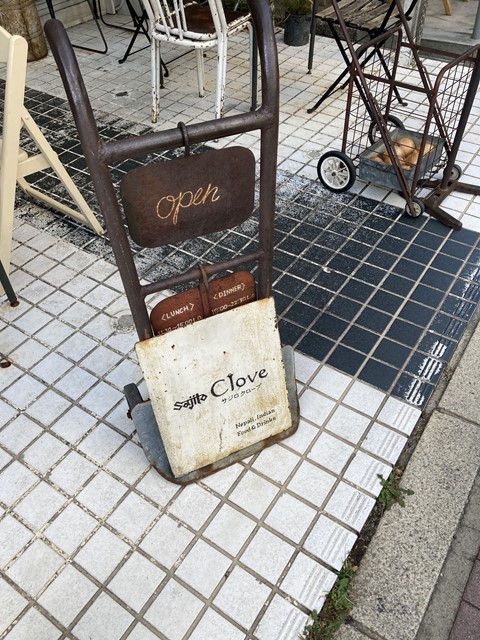 open
<LUNCH> <DINNER>
Sajilo Clove
サジロクローブ
Nepali.Indian
Food&Drinks